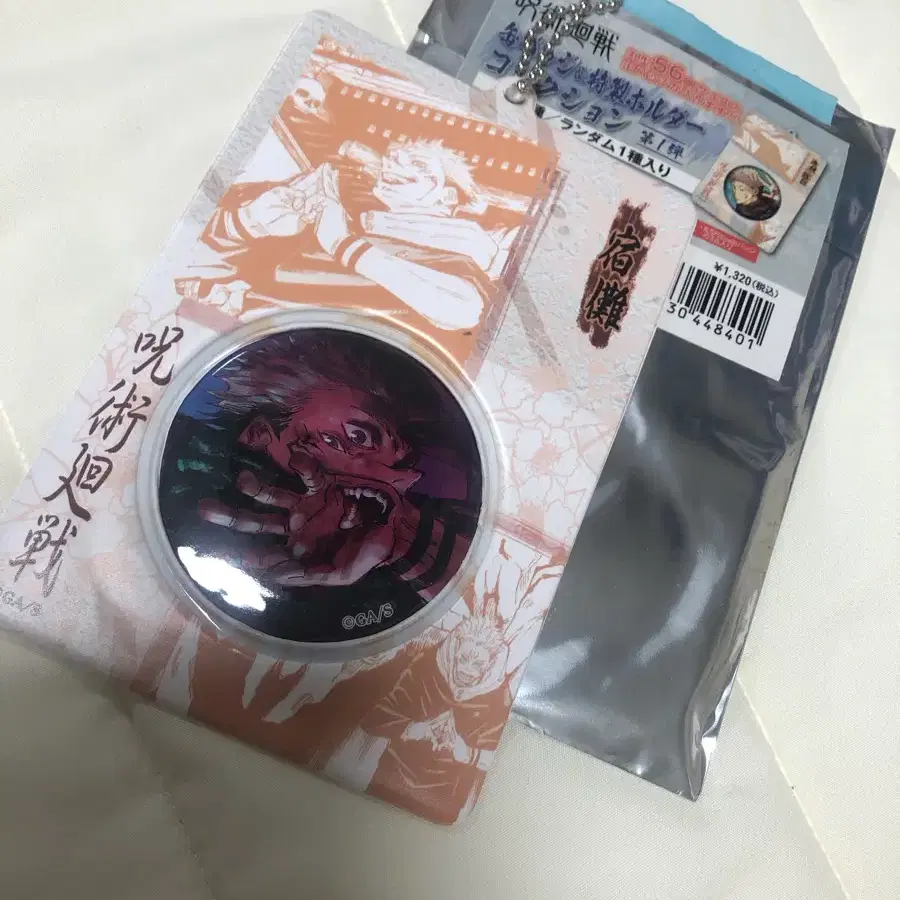 呪術廻戦
缶バッジ&特製ホルダー
コレクション 第1弾
ランダム1種入り
¥1,320(税込)
30448401
宿儺
呪術廻戦
©GA/S
©GA/S